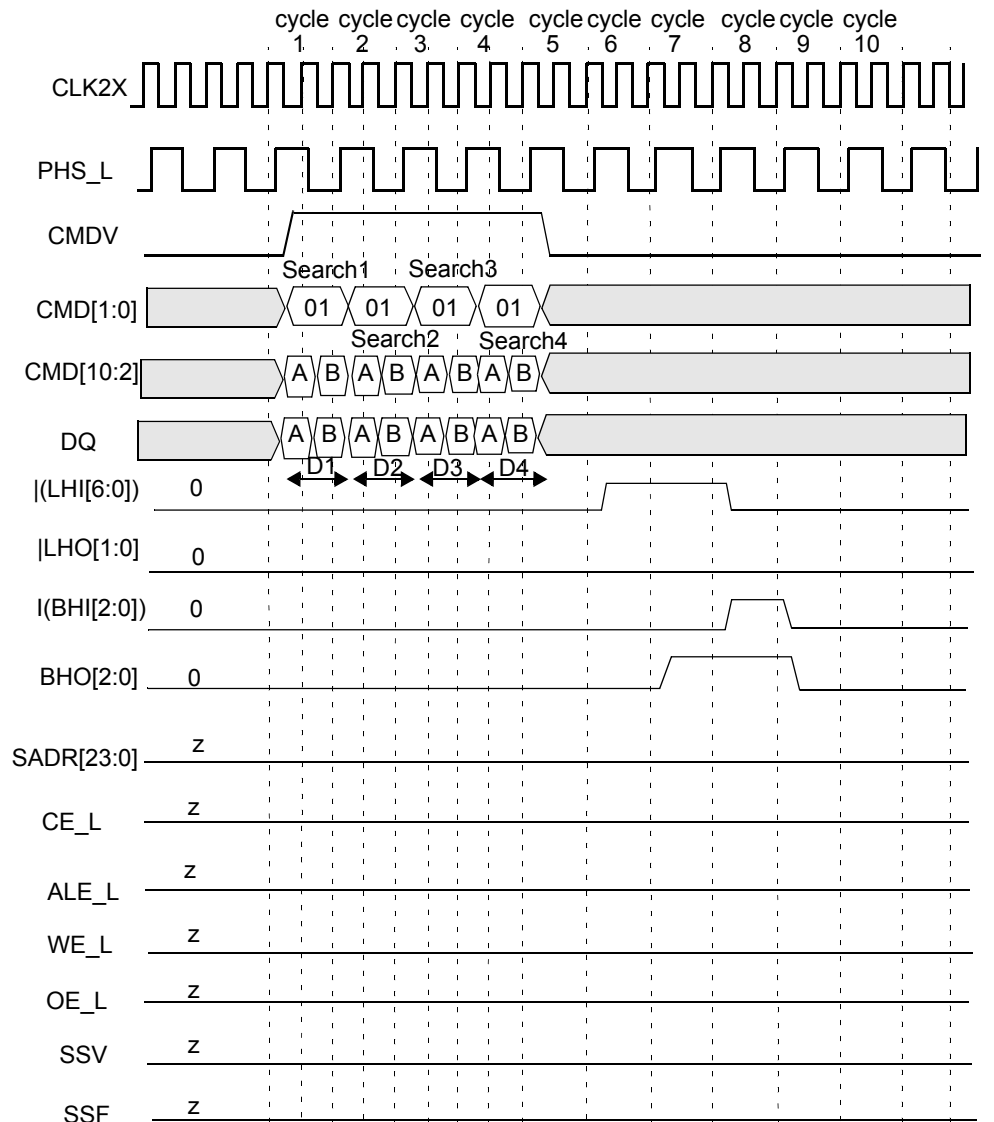 cycle cycle cycle cycle cycle cycle cycle cycle cycle cycle
1 2 3 4 5 6 7 8 9 10
CLK2X
PHS_L
CMDV
Search1 Search3
CMD[1:0] 01 01 01 01
Search2 Search4
CMD[10:2] A B A B A B A B
DQ A B A B A B A B
D1 D2 D3 D4
|(LHI[6:0]) 0
|LHO[1:0] 0
I(BHI[2:0]) 0
BHO[2:0] 0
SADR[23:0] z
CE_L z
ALE_L z
WE_L z
OE_L z
SSV z
SSF z